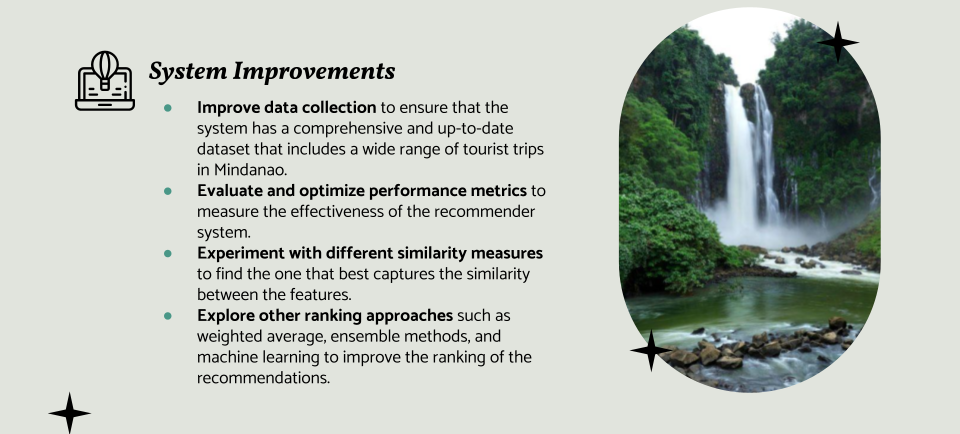 System Improvements
Improve data collection to ensure that the
system has a comprehensive and up-to-date
dataset that includes a wide range of tourist trips
in Mindanao.
Evaluate and optimize performance metrics to
measure the effectiveness of the recommender
system.
Experiment with different similarity measures
to find the one that best captures the similarity
between the features.
Explore other ranking approaches such as
weighted average, ensemble methods, and
machine learning to improve the ranking of the
recommendations.